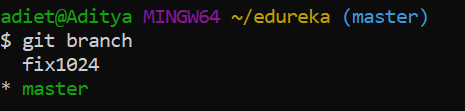 adiet@Aditya MINGW64 ~/edureka (master)
$ git branch
  fix1024
* master